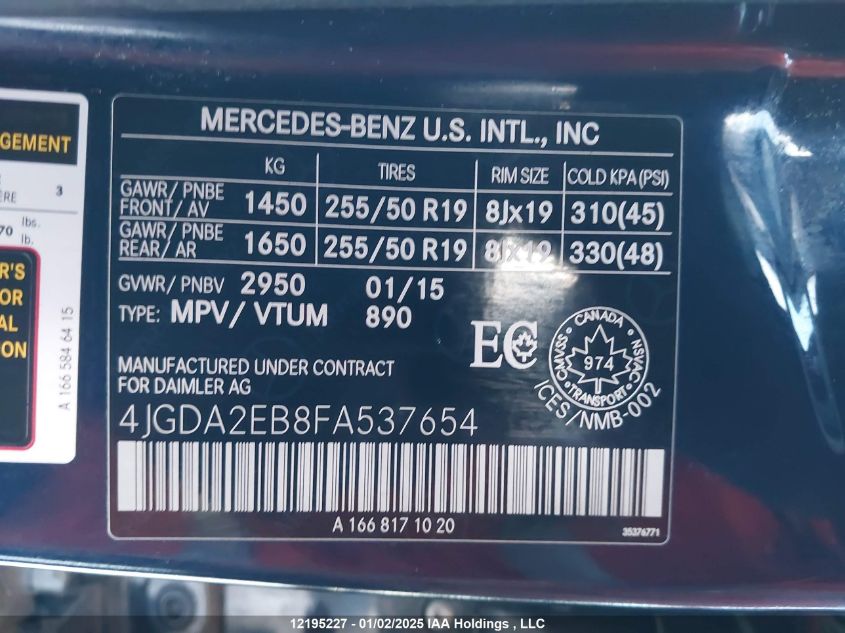 GEMENT
E
ÈRE 3
70 lbs.
lb.
R'S
OR
AL
ON
A 166 584 64 15
MERCEDES-BENZ U.S. INTL., INC
KG TIRES RIM SIZE COLD KPA (PSI)
GAWR/ PNBE
FRONT/ AV 1450 255/50 R19 8Jx19 310(45)
GAWR/ PNBE
REAR/ AR 1650 255/50 R19 8Jx19 330(48)
GVWR/ PNBV 2950 01/15
TYPE: MPV/ VTUM 890
EC
CANADA
CMVSS NSVAC
974
TRANSPORT
ICES/NMB-002
MANUFACTURED UNDER CONTRACT
FOR DAIMLER AG
4JGDA2EB8FA537654
A 166 817 10 20
35376771
12195227 - 01/02/2025 IAA Holdings, LLC